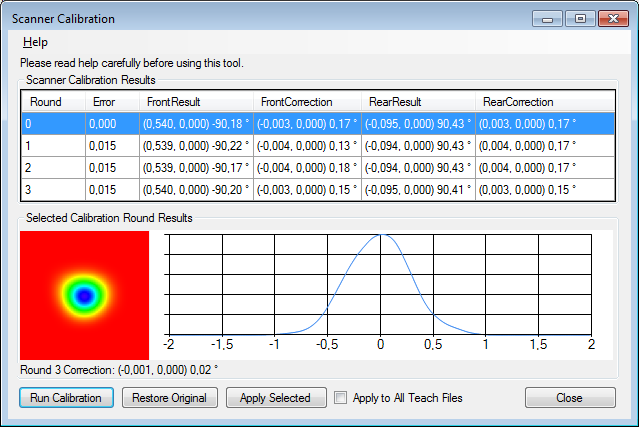 Scanner Calibration
Help
Please read help carefully before using this tool.
Scanner Calibration Results
Round Error FrontResult FrontCorrection RearResult RearCorrection
0 0,000 (0,540, 0,000) -90,18 ° (-0,003, 0,000) 0,17 ° (-0,095, 0,000) 90,43 ° (0,003, 0,000) 0,17 °
1 0,015 (0,539, 0,000) -90,22 ° (-0,004, 0,000) 0,13 ° (-0,094, 0,000) 90,43 ° (0,004, 0,000) 0,17 °
2 0,015 (0,539, 0,000) -90,17 ° (-0,004, 0,000) 0,18 ° (-0,094, 0,000) 90,43 ° (0,004, 0,000) 0,17 °
3 0,015 (0,540, 0,000) -90,20 ° (-0,003, 0,000) 0,15 ° (-0,095, 0,000) 90,41 ° (0,003, 0,000) 0,15 °
Selected Calibration Round Results
-2 -1,5 -1 -0,5 0 0,5 1 1,5 2
Round 3 Correction: (-0,001, 0,000) 0,02 °
Run Calibration Restore Original Apply Selected Apply to All Teach Files Close